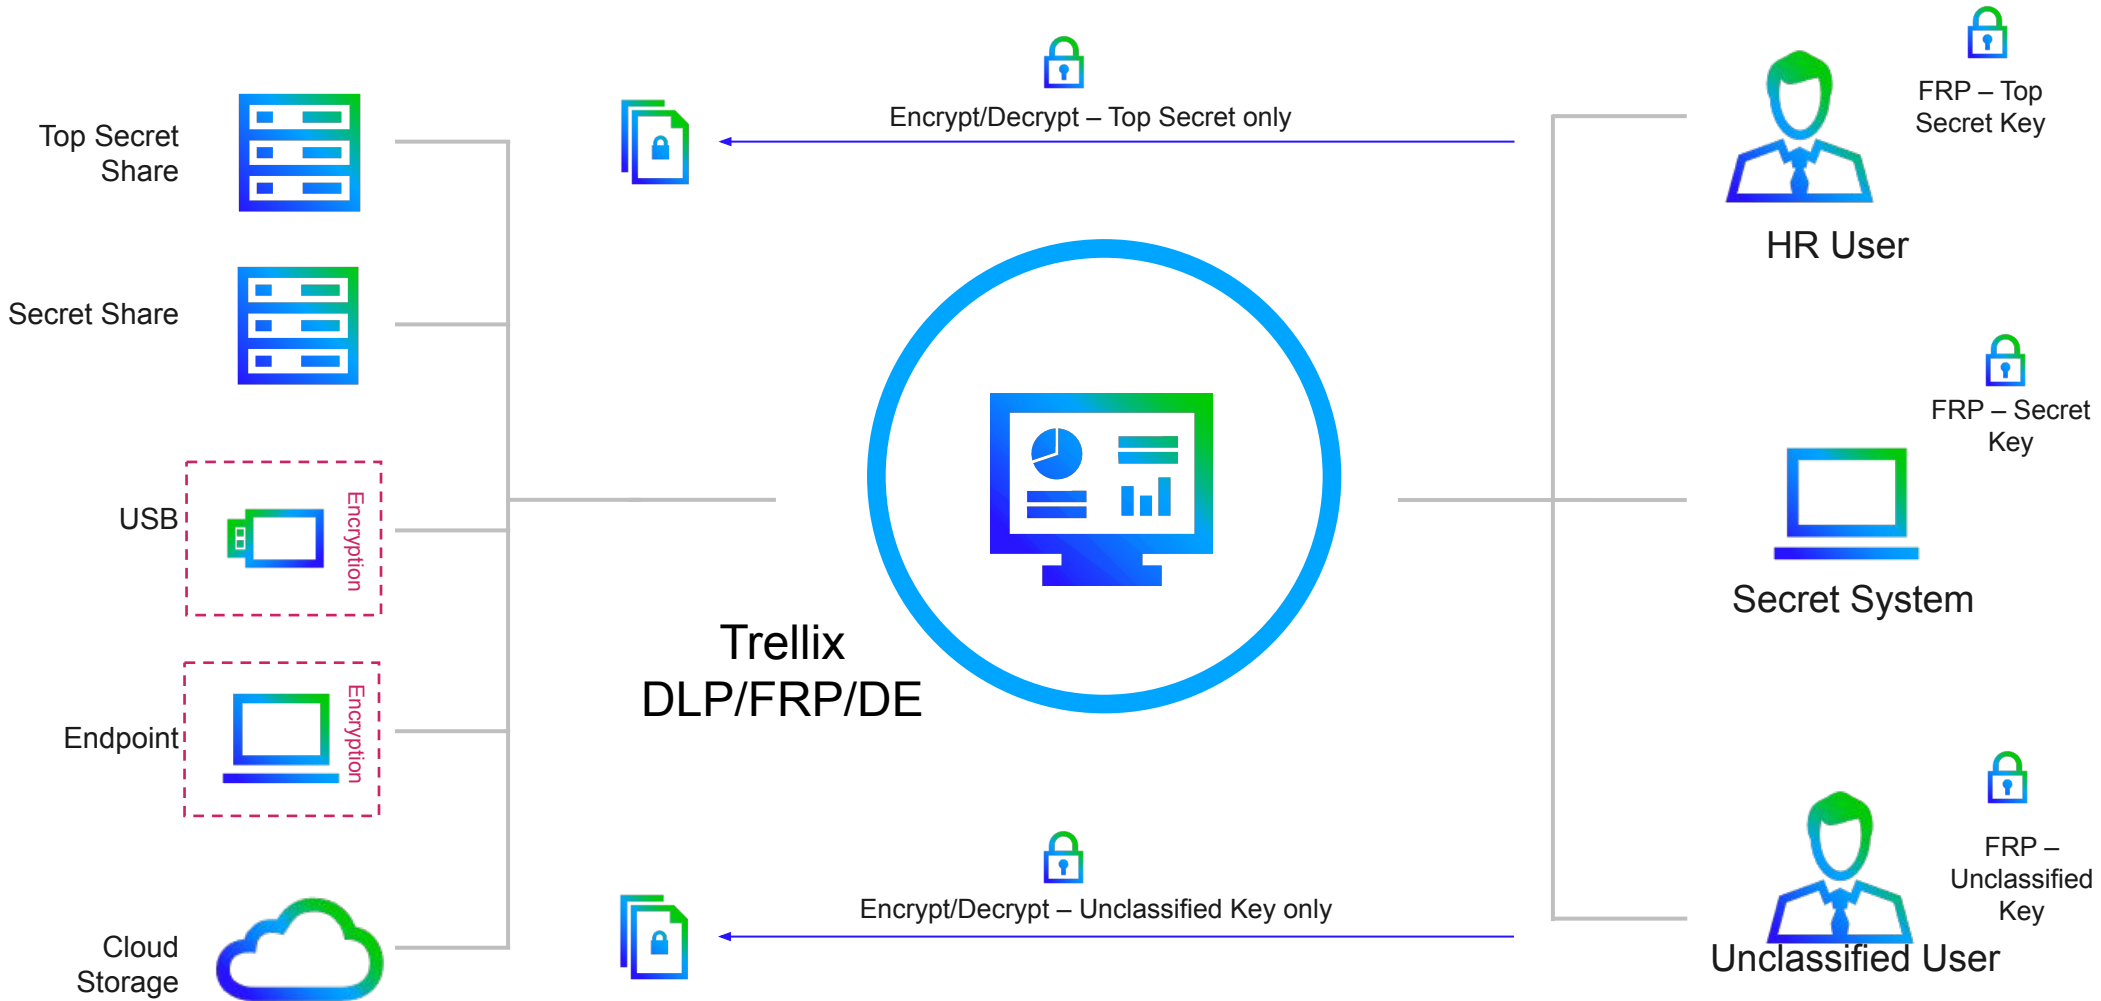 Encrypt/Decrypt – Top Secret only
FRP – Top
Secret Key
Top Secret
Share
HR User
Secret Share
FRP – Secret
Key
USB
Encryption
Secret System
Trellix
DLP/FRP/DE
Endpoint
Encryption
FRP –
Unclassified
Key
Encrypt/Decrypt – Unclassified Key only
Cloud
Storage
Unclassified User